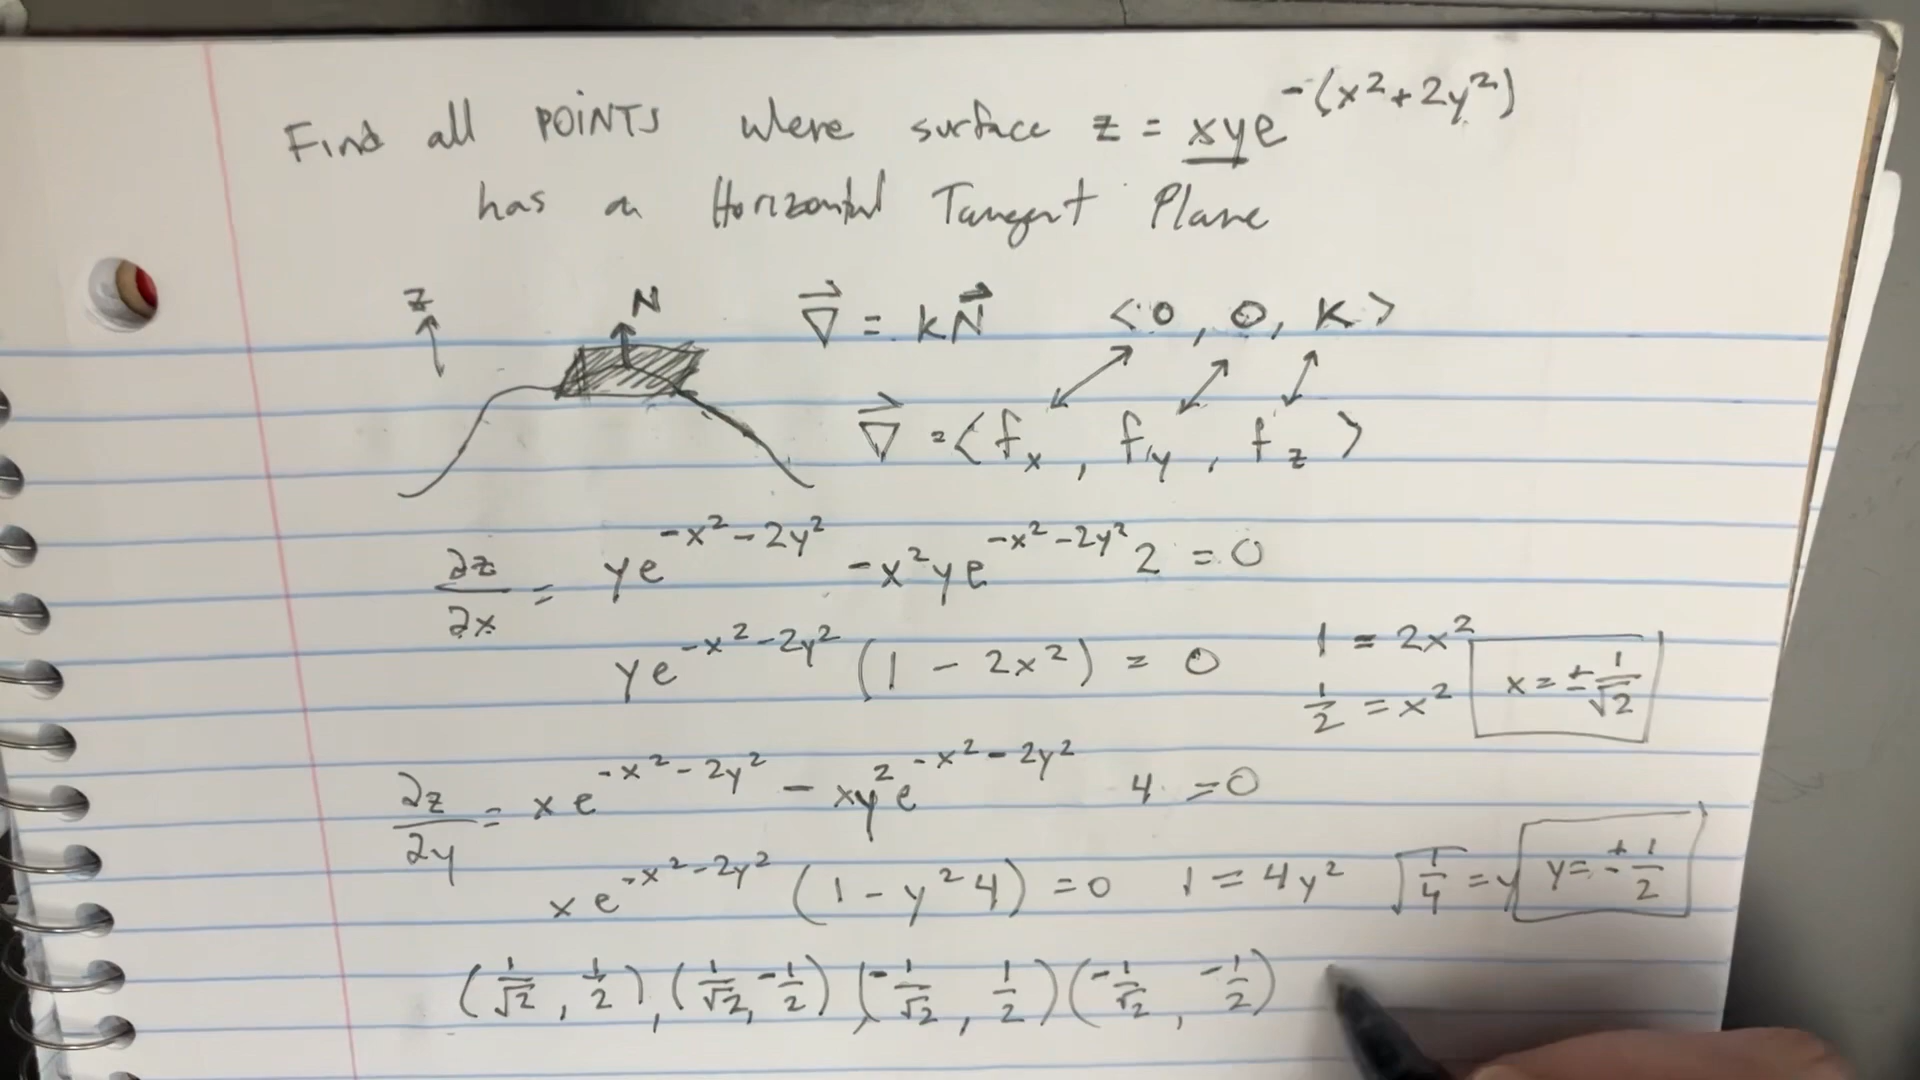 Find all POINTS Where surface z = xye^{-(x²+2y²)}
has a Horizontal Tangent Plane
z N ∇⃗ = kN⃗ <0, 0, K>
∇⃗ = <f_x, f_y, f_z>
∂z/∂x = ye^{-x²-2y²} - x²ye^{-x²-2y²} 2 = 0
ye^{-x²-2y²} (1 - 2x²) = 0 1 = 2x²
1/2 = x² x = ± 1/√2
∂z/∂y = xe^{-x²-2y²} - xy²e^{-x²-2y²} 4 = 0
xe^{-x²-2y²} (1 - y²4) = 0 1 = 4y² √1/4 = y y = ± 1/2
(1/√2, 1/2), (1/√2, -1/2), (-1/√2, 1/2) (-1/√2, -1/2)